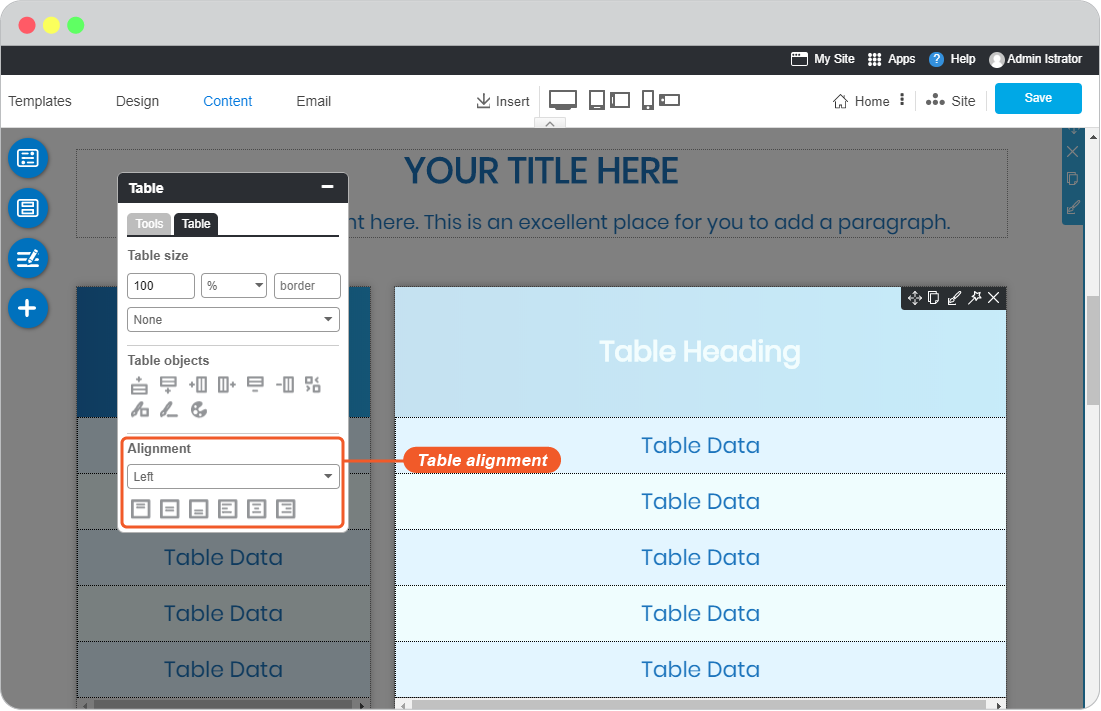 My Site Apps ? Help Admin Istrator
Templates Design Content Email Insert Home Site Save
YOUR TITLE HERE
nt here. This is an excellent place for you to add a paragraph.
Table
Tools Table
Table size
100 % border
None
Table objects
Alignment
Left
Table alignment
Table Heading
Table Data
Table Data
Table Data Table Data
Table Data Table Data
Table Data Table Data